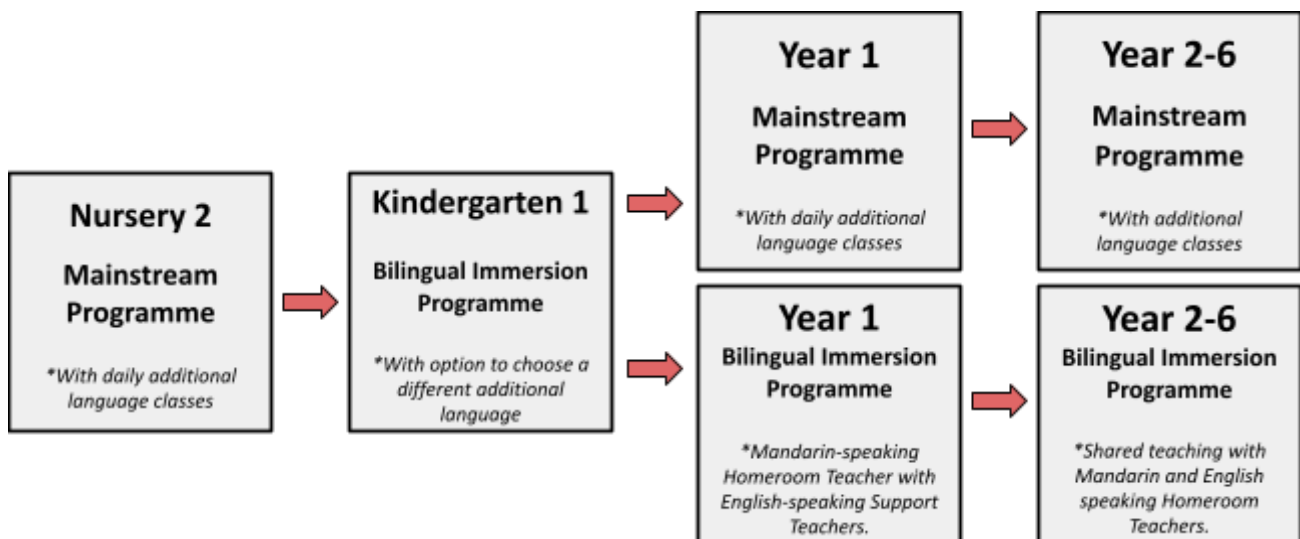 Nursery 2
Mainstream
Programme
*With daily additional
language classes
Kindergarten 1
Bilingual Immersion
Programme
*With option to choose a
different additional
language
Year 1
Mainstream
Programme
*With daily additional
language classes
Year 2-6
Mainstream
Programme
*With additional
language classes
Year 1
Bilingual Immersion
Programme
*Mandarin-speaking
Homeroom Teacher with
English-speaking Support
Teachers.
Year 2-6
Bilingual Immersion
Programme
*Shared teaching with
Mandarin and English
speaking Homeroom
Teachers.